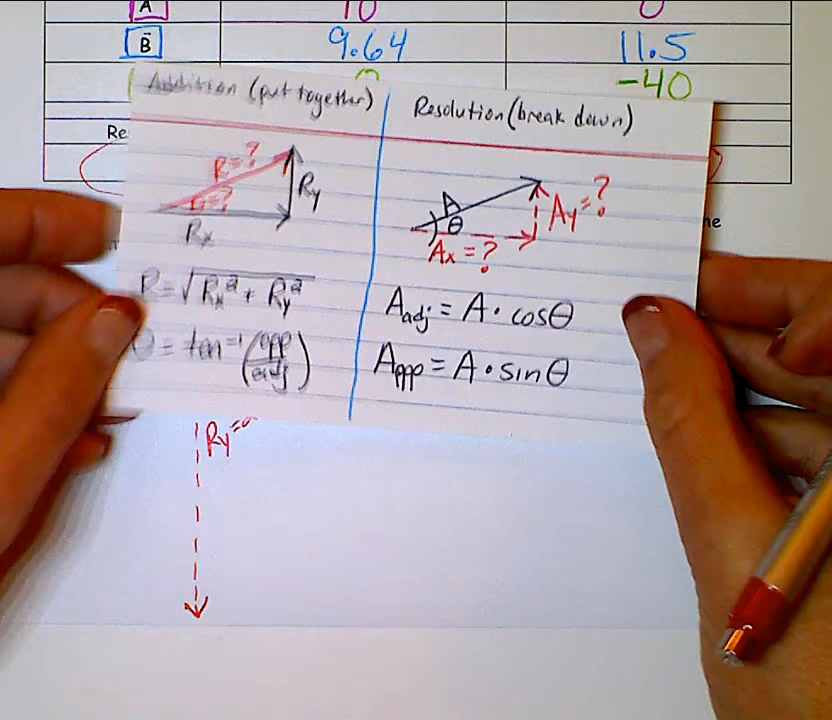 A 10 0
B 9.64 11.5
-40
Re
Addition (put together)
Resolution (break down)
R=?
θ=?
Ry
Rx
A
θ
Ay=?
Ax=?
R=√Rx²+Ry²
Aadj = A·cosθ
θ=tan⁻¹(opp/adj)
Aopp = A·sinθ
Ry=